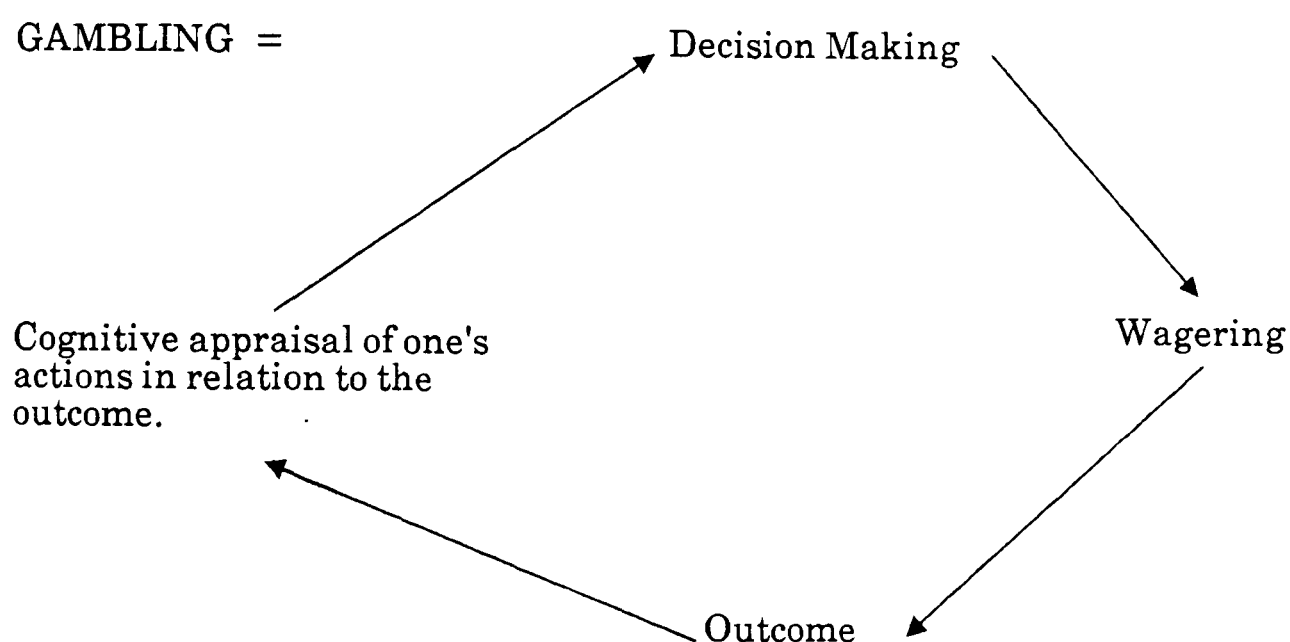 GAMBLING =
Decision Making
Wagering
Cognitive appraisal of one's
actions in relation to the
outcome.
Outcome